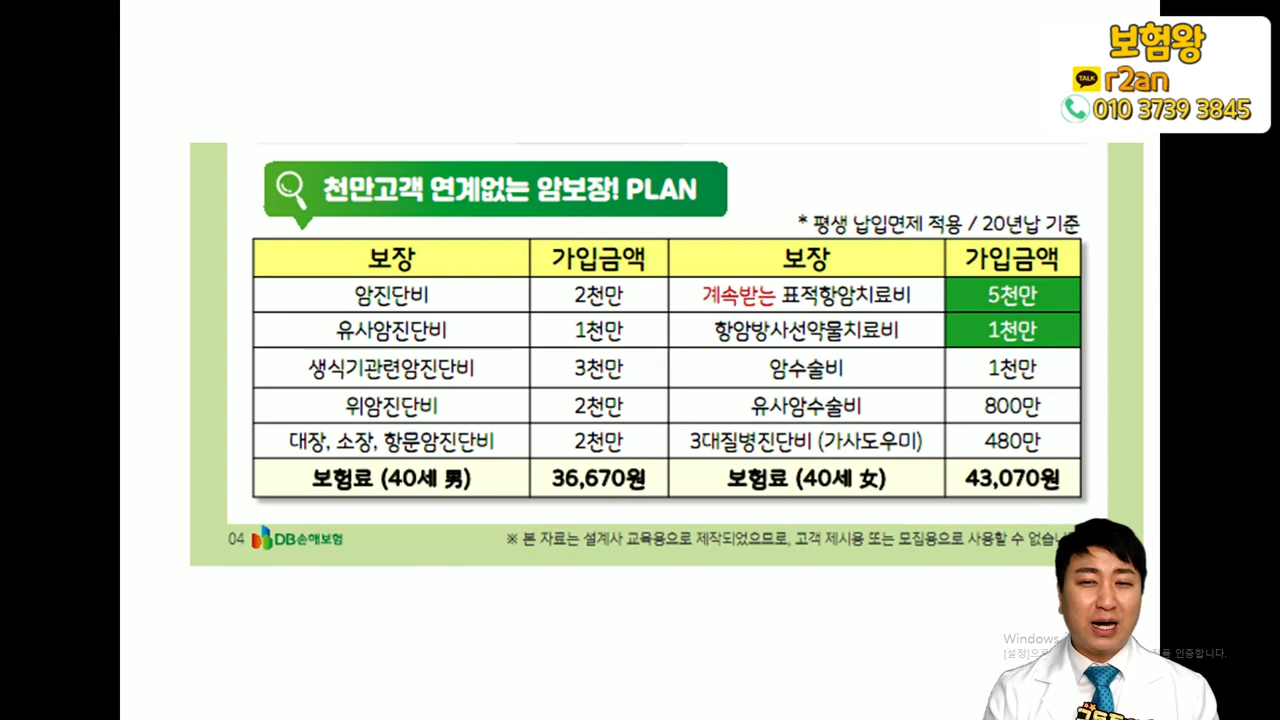 보험왕
TALK r2an
010 3739 3845
천만고객 연계없는 암보장! PLAN
* 평생 납입면제 적용 / 20년납 기준
보장 가입금액 보장 가입금액
암진단비 2천만 계속받는 표적항암치료비 5천만
유사암진단비 1천만 항암방사선약물치료비 1천만
생식기관련암진단비 3천만 암수술비 1천만
위암진단비 2천만 유사암수술비 800만
대장, 소장, 항문암진단비 2천만 3대질병진단비 (가사도우미) 480만
보험료 (40세 男) 36,670원 보험료 (40세 女) 43,070원
04 DB손해보험 ※ 본 자료는 설계사 교육용으로 제작되었으므로, 고객 제시용 또는 모집용으로 사용할 수 없습
Windows
[설정]으로 인증합니다.